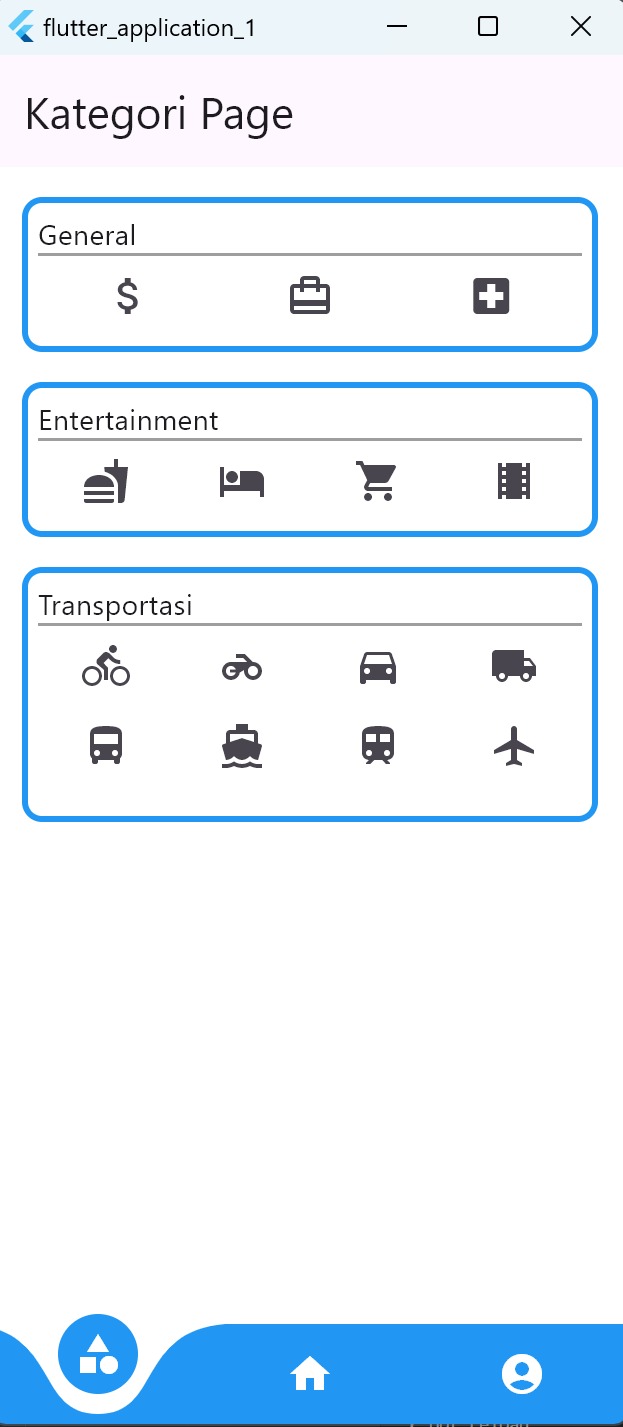 flutter_application_1
Kategori Page
General
Entertainment
Transportasi